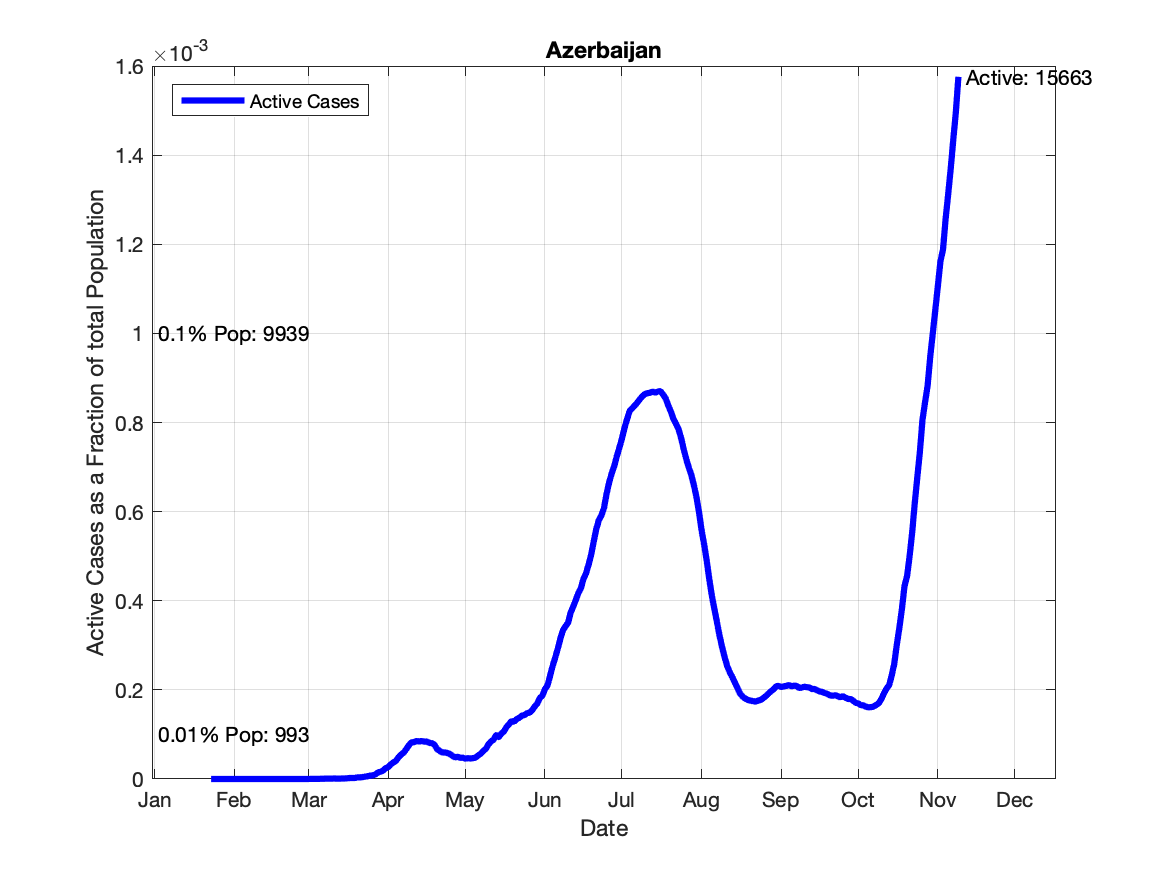 Azerbaijan
×10-3
Active Cases
Active: 15663
1.6
1.4
1.2
1
0.8
0.6
0.4
0.2
0
0.1% Pop: 9939
0.01% Pop: 993
Active Cases as a Fraction of total Population
Jan Feb Mar Apr May Jun Jul Aug Sep Oct Nov Dec
Date